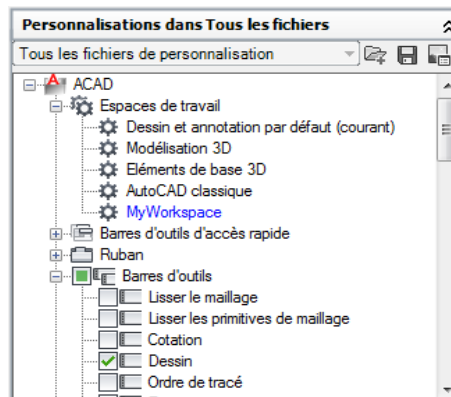 Personnalisations dans Tous les fichiers
Tous les fichiers de personnalisation
ACAD
Espaces de travail
Dessin et annotation par défaut (courant)
Modélisation 3D
Eléments de base 3D
AutoCAD classique
MyWorkspace
Barres d'outils d'accès rapide
Ruban
Barres d'outils
Lisser le maillage
Lisser les primitives de maillage
Cotation
Dessin
Ordre de tracé